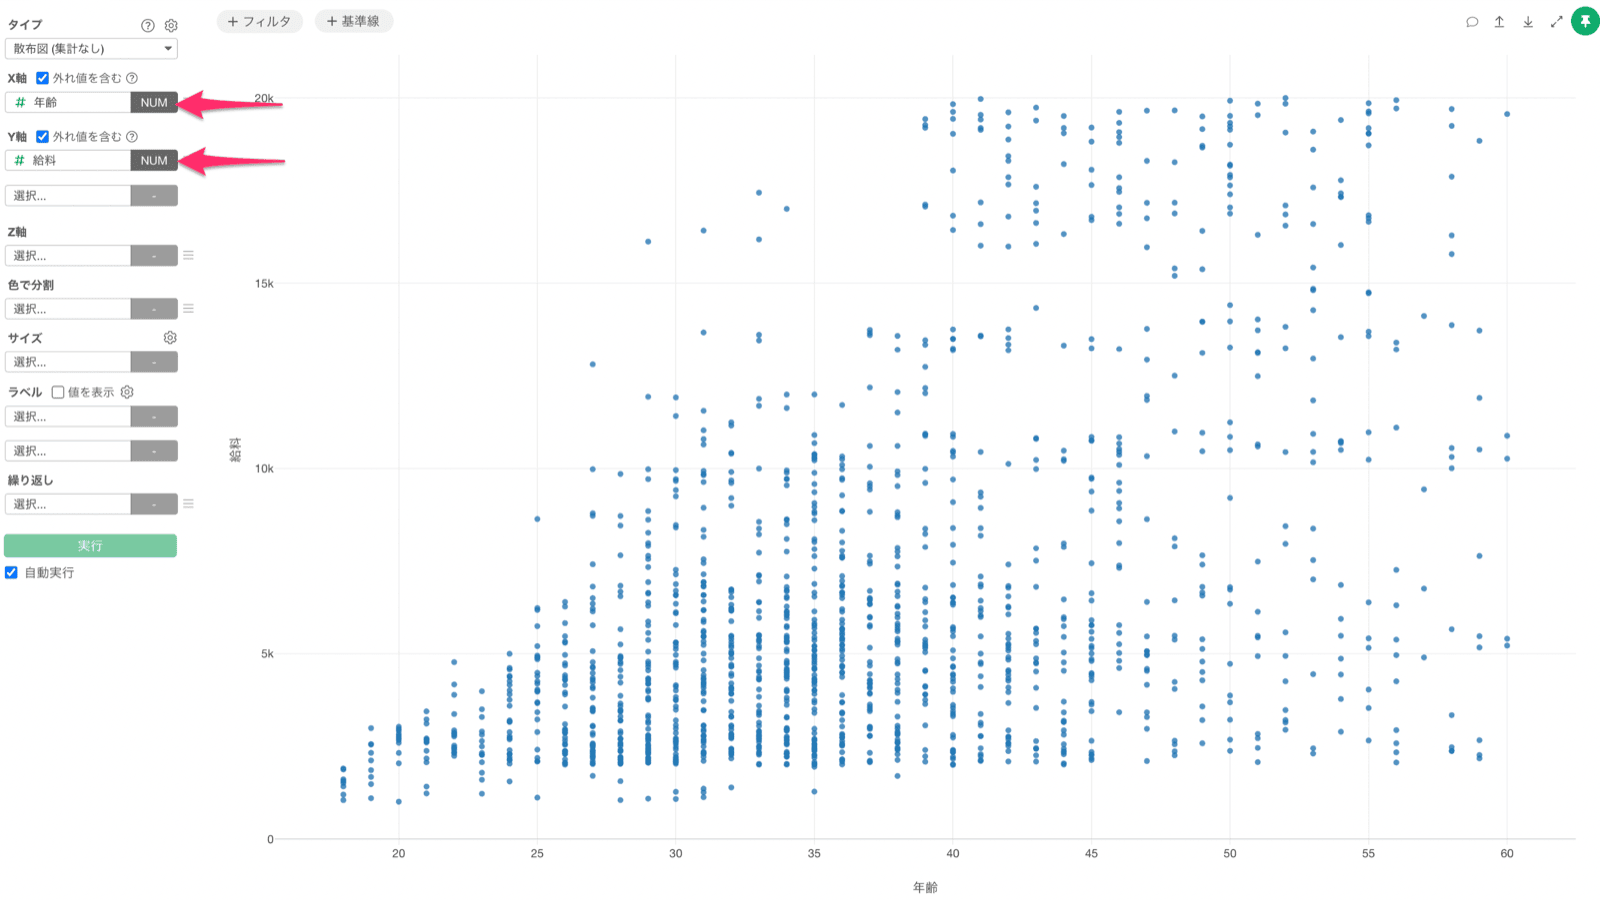 タイプ
散布図 (集計なし)
X軸 外れ値を含む ?
# 年齢 NUM
Y軸 外れ値を含む ?
# 給料 NUM
選択... -
Z軸
選択... -
色で分割
選択... -
サイズ
選択... -
ラベル 値を表示
選択... -
選択... -
繰り返し
選択... -
実行
自動実行
+ フィルタ + 基準線
20k
15k
10k
5k
0
給料
20 25 30 35 40 45 50 55 60
年齢